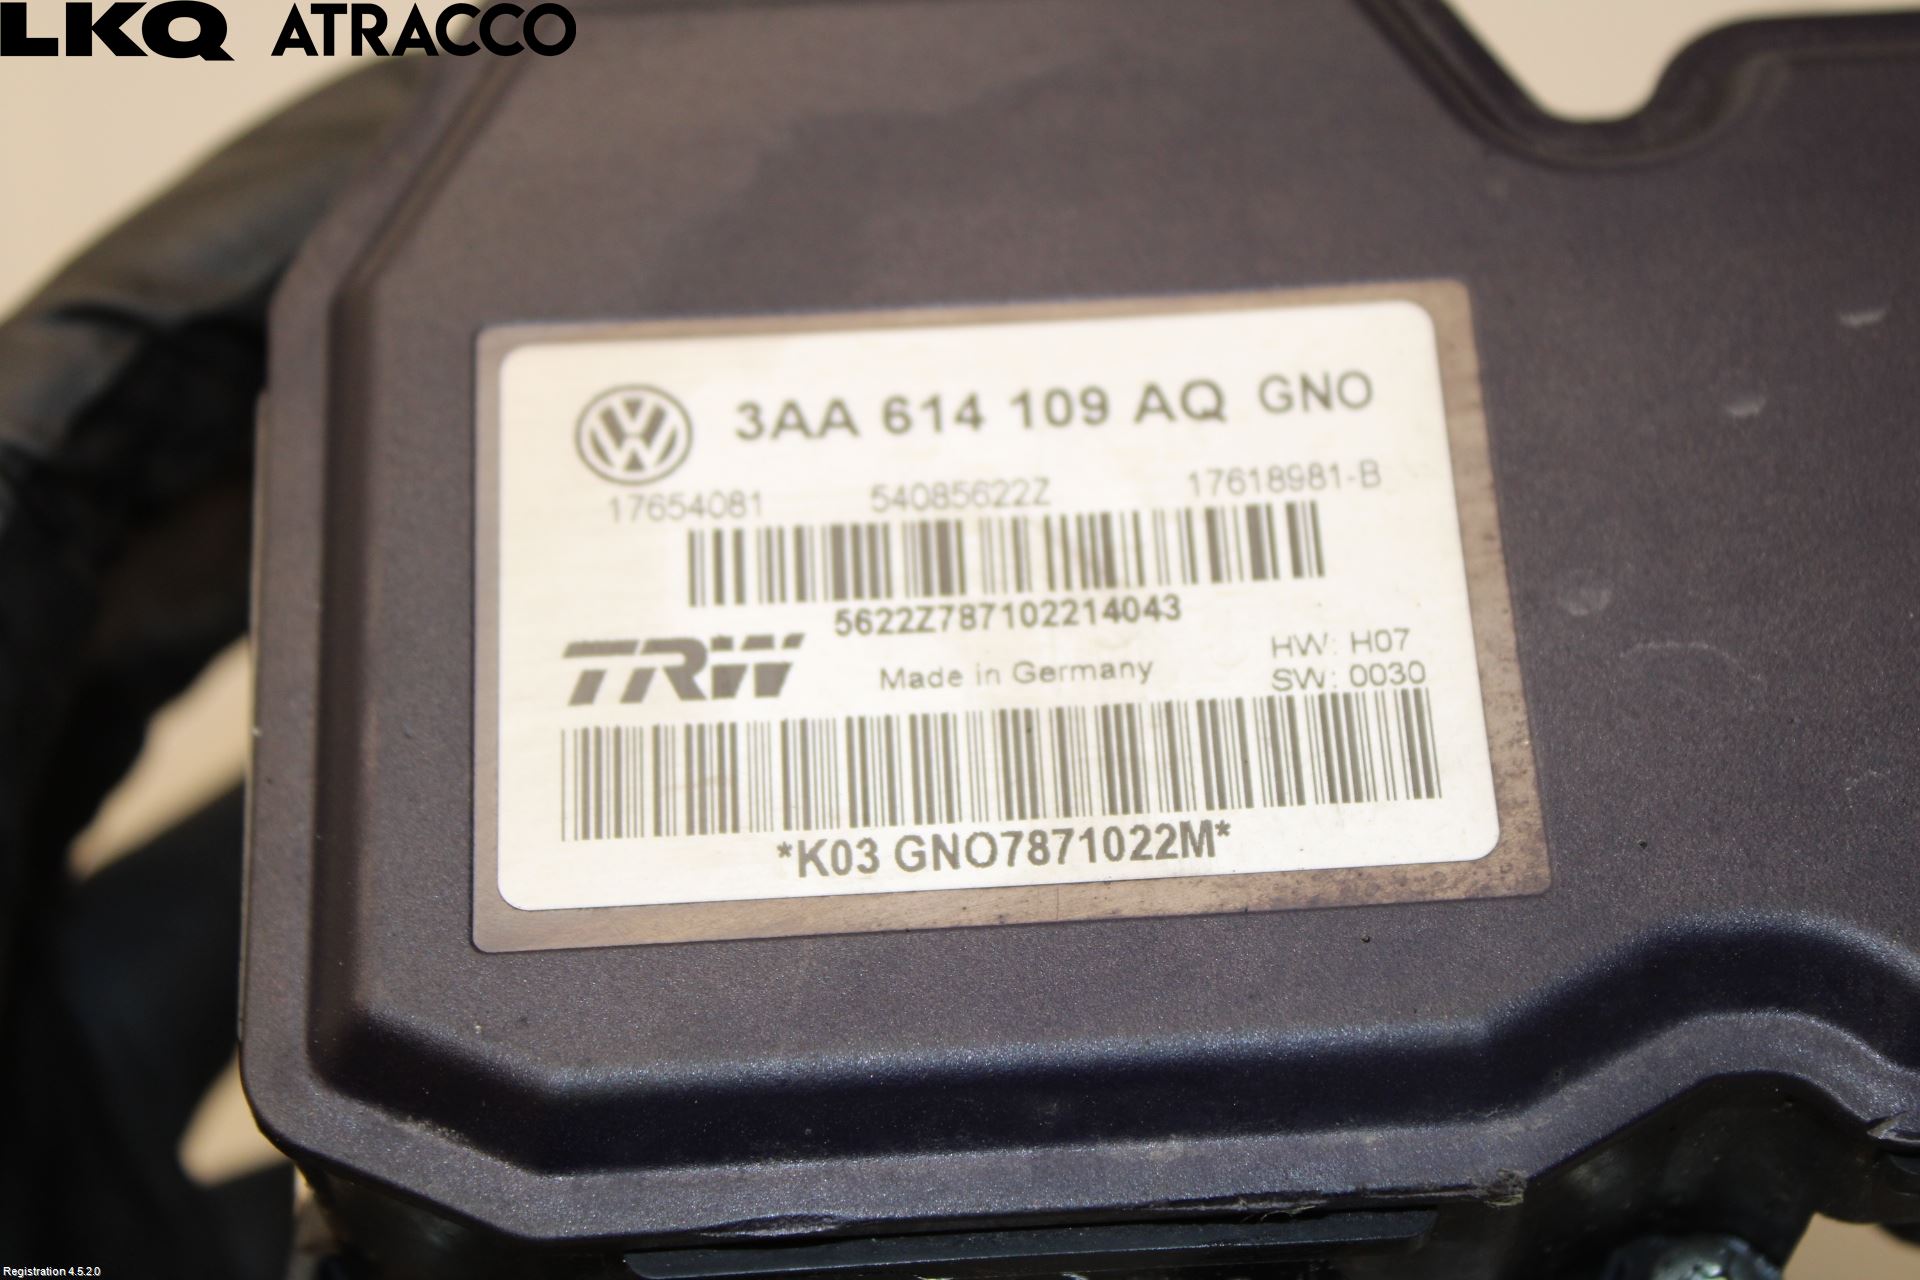 LKQ ATRACCO
3AA 614 109 AQ GNO
17654081 54085622Z 17618981-B
5622Z787102214043
TRW Made in Germany HW: H07
SW: 0030
*K03 GNO7871022M*
Registration 4.5.2.0